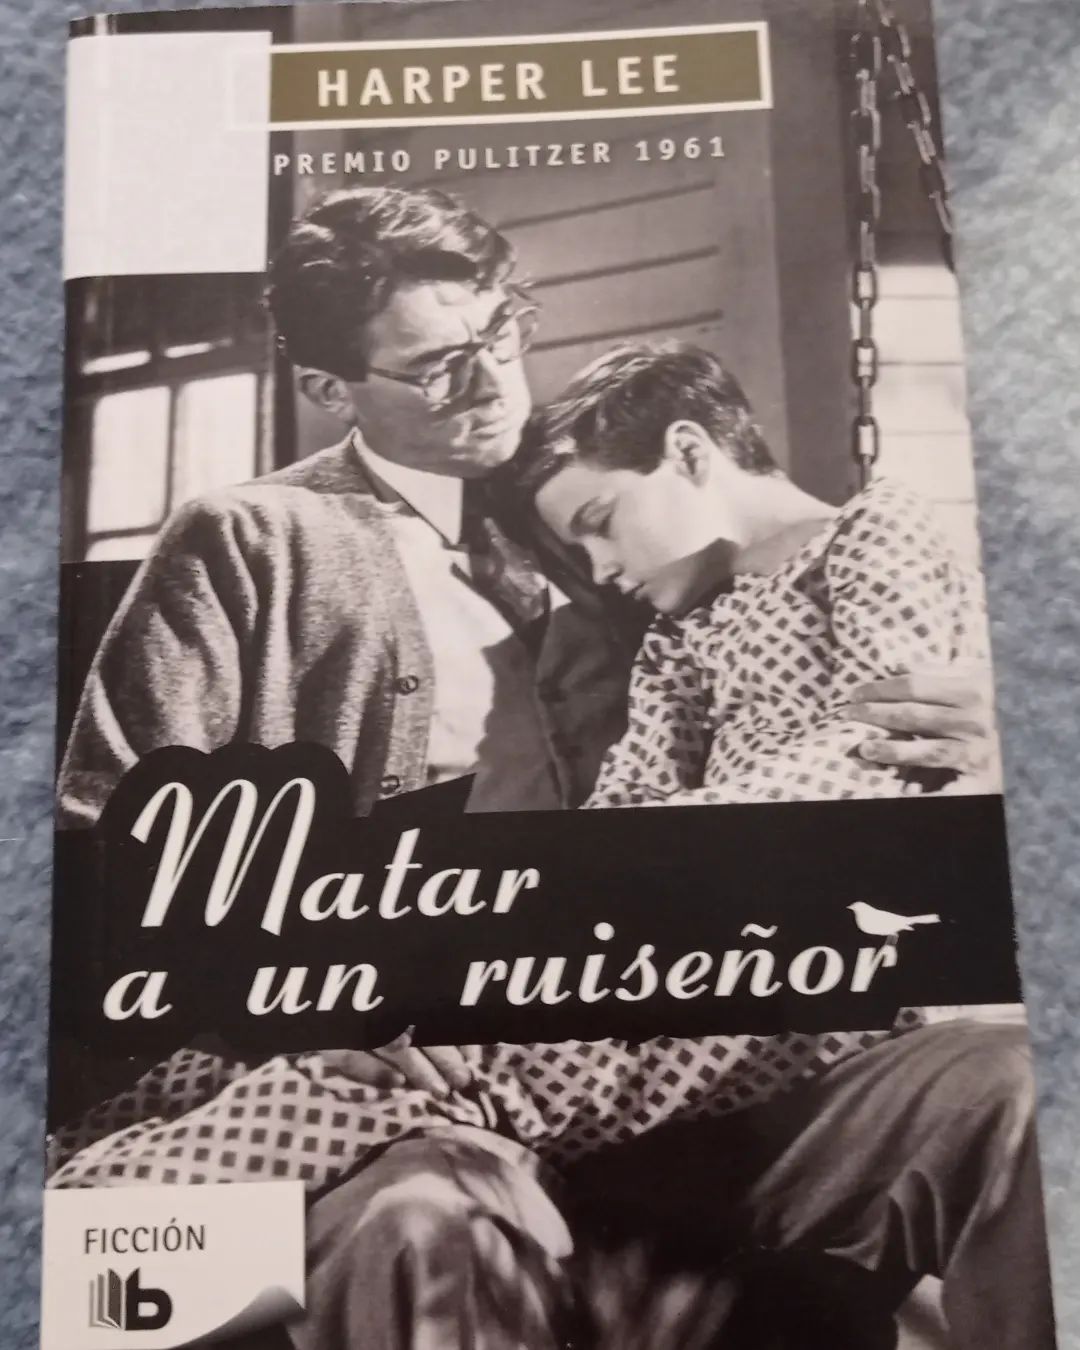 HARPER LEE
PREMIO PULITZER 1961
Matar
a un ruiseñor
FICCIÓN
b